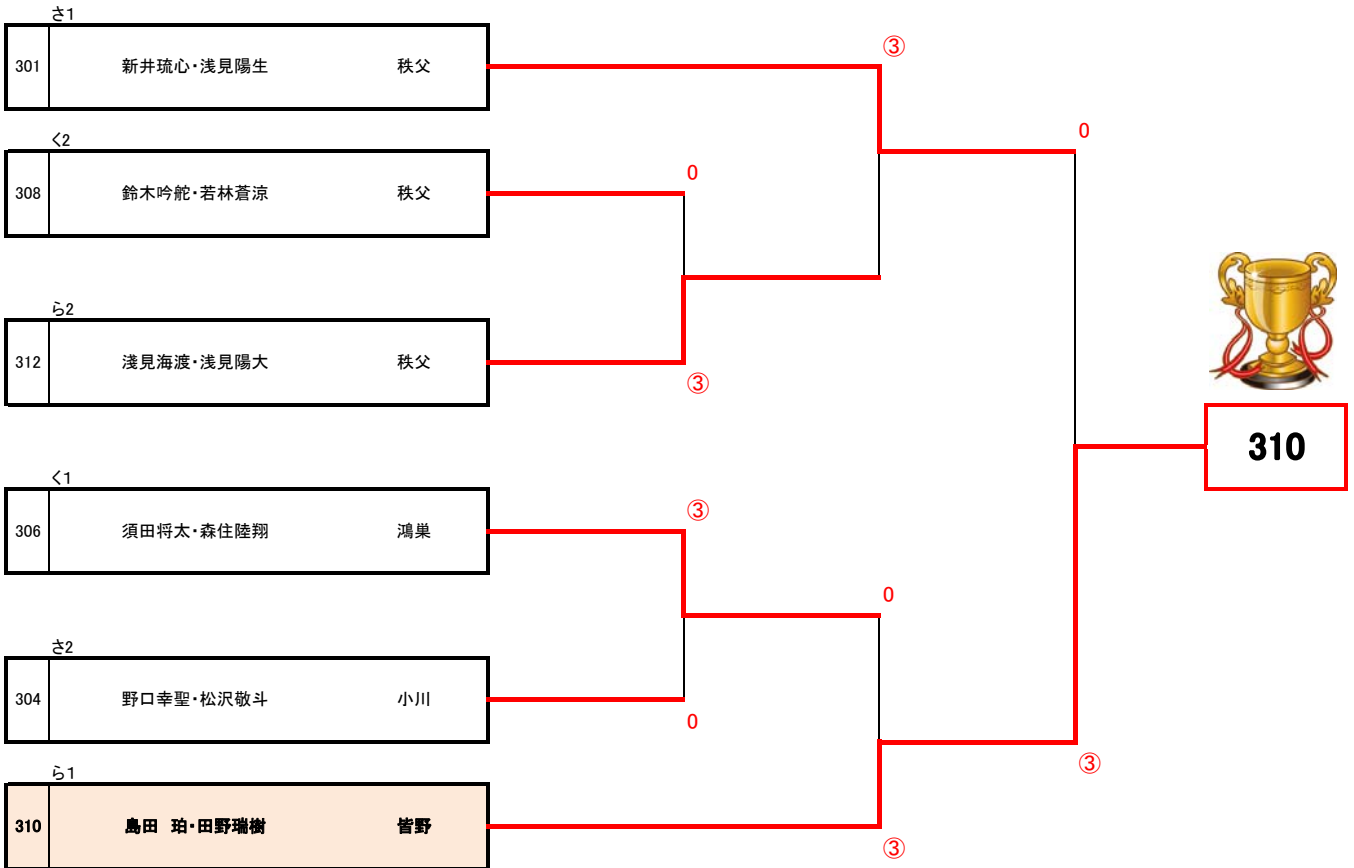 さ1
301 新井琉心・浅見陽生 秩父
③
0
く2
308 鈴木吟舵・若林蒼涼 秩父
0
ら2
312 淺見海渡・浅見陽大 秩父
③
310
く1
306 須田将太・森住陸翔 鴻巣
③
0
さ2
304 野口幸聖・松沢敬斗 小川
0
③
ら1
310 島田 珀・田野瑞樹 皆野
③